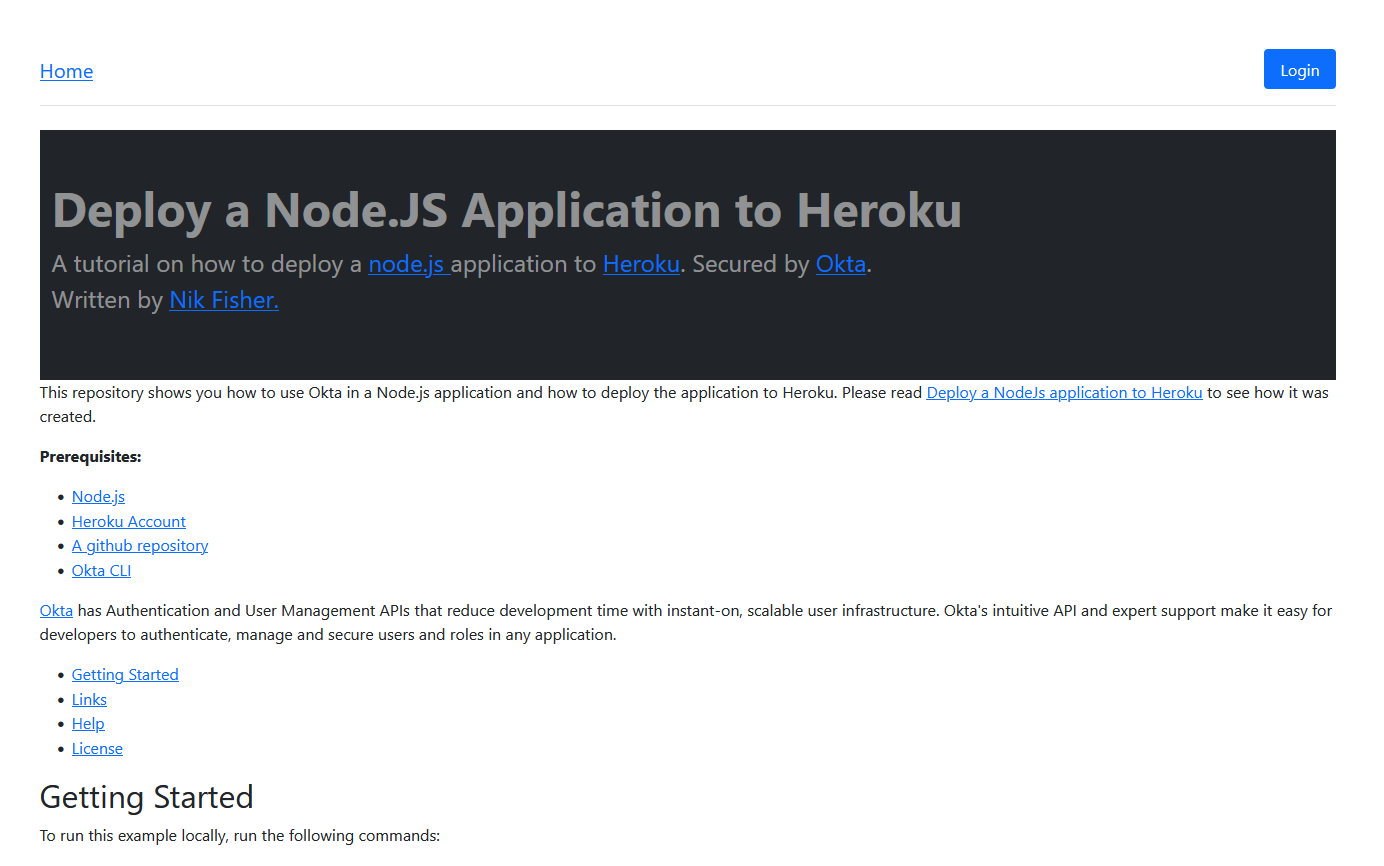 Home
Login
Deploy a Node.JS Application to Heroku
A tutorial on how to deploy a node.js application to Heroku. Secured by Okta.
Written by Nik Fisher.
This repository shows you how to use Okta in a Node.js application and how to deploy the application to Heroku. Please read Deploy a NodeJs application to Heroku to see how it was
created.
Prerequisites:
• Node.js
• Heroku Account
• A github repository
• Okta CLI
Okta has Authentication and User Management APIs that reduce development time with instant-on, scalable user infrastructure. Okta's intuitive API and expert support make it easy for
developers to authenticate, manage and secure users and roles in any application.
• Getting Started
• Links
• Help
• License
Getting Started
To run this example locally, run the following commands: